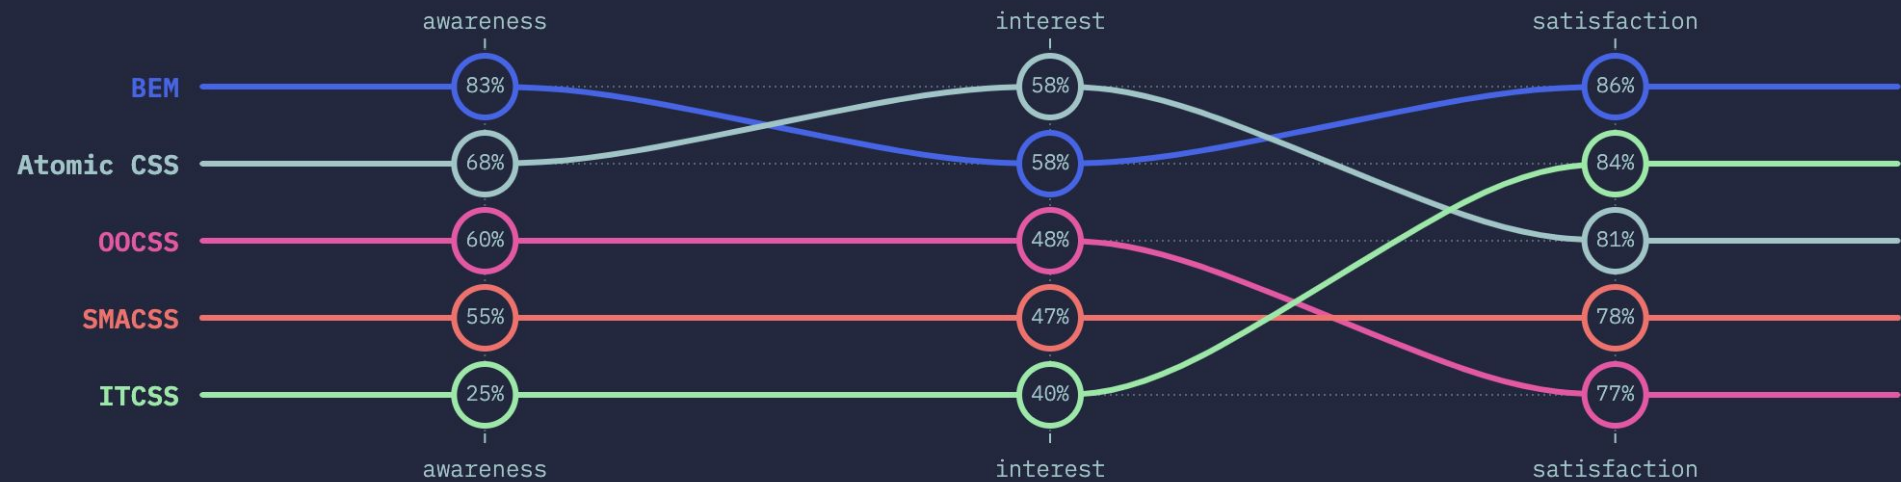 awareness interest satisfaction
BEM 83% 58% 86%
Atomic CSS 68% 58% 84%
OOCSS 60% 48% 81%
SMACSS 55% 47% 78%
ITCSS 25% 40% 77%
awareness interest satisfaction